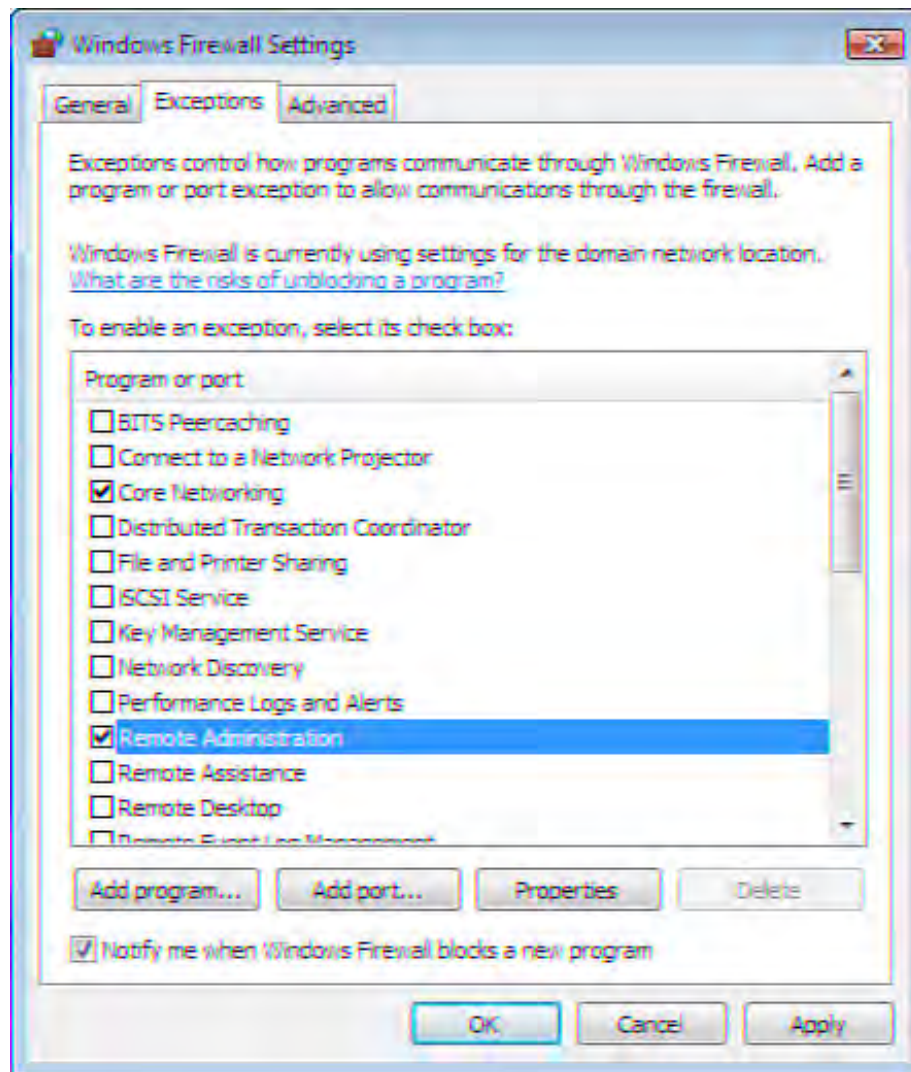 Windows Firewall Settings
General Exceptions Advanced
Exceptions control how programs communicate through Windows Firewall. Add a
program or port exception to allow communications through the firewall.
Windows Firewall is currently using settings for the domain network location.
What are the risks of unblocking a program?
To enable an exception, select its check box:
Program or port
BITS Peercaching
Connect to a Network Projector
Core Networking
Distributed Transaction Coordinator
File and Printer Sharing
iSCSI Service
Key Management Service
Network Discovery
Performance Logs and Alerts
Remote Administration
Remote Assistance
Remote Desktop
Remote Event Log Management
Add program... Add port... Properties Delete
Notify me when Windows Firewall blocks a new program
OK Cancel Apply